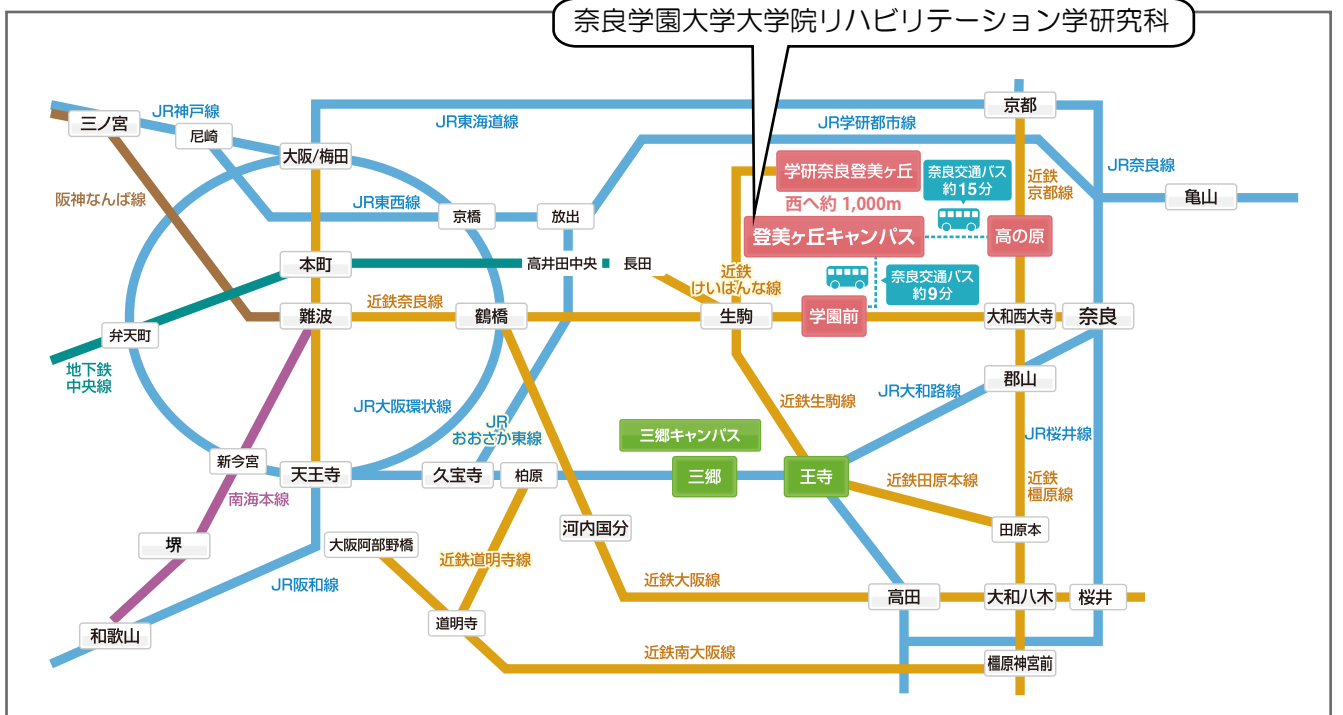 奈良学園大学大学院リハビリテーション学研究科
三ノ宮
JR神戸線
尼崎
大阪/梅田
JR東海道線
JR学研都市線
京都
JR奈良線
亀山
阪神なんば線
JR東西線
京橋
放出
学研奈良登美ヶ丘
西へ約 1,000m
奈良交通バス
約15分
近鉄
京都線
登美ヶ丘キャンパス
高の原
本町
高井田中央
長田
近鉄
けいはんな線
奈良交通バス
約9分
弁天町
難波
近鉄奈良線
鶴橋
生駒
学園前
大和西大寺
奈良
地下鉄
中央線
郡山
JR大和路線
近鉄生駒線
JR大阪環状線
JR
おおさか東線
三郷キャンパス
JR桜井線
新今宮
天王寺
久宝寺
柏原
三郷
王寺
近鉄田原本線
近鉄
橿原線
南海本線
堺
大阪阿部野橋
河内国分
田原本
近鉄道明寺線
JR阪和線
近鉄大阪線
高田
大和八木
桜井
和歌山
道明寺
近鉄南大阪線
橿原神宮前